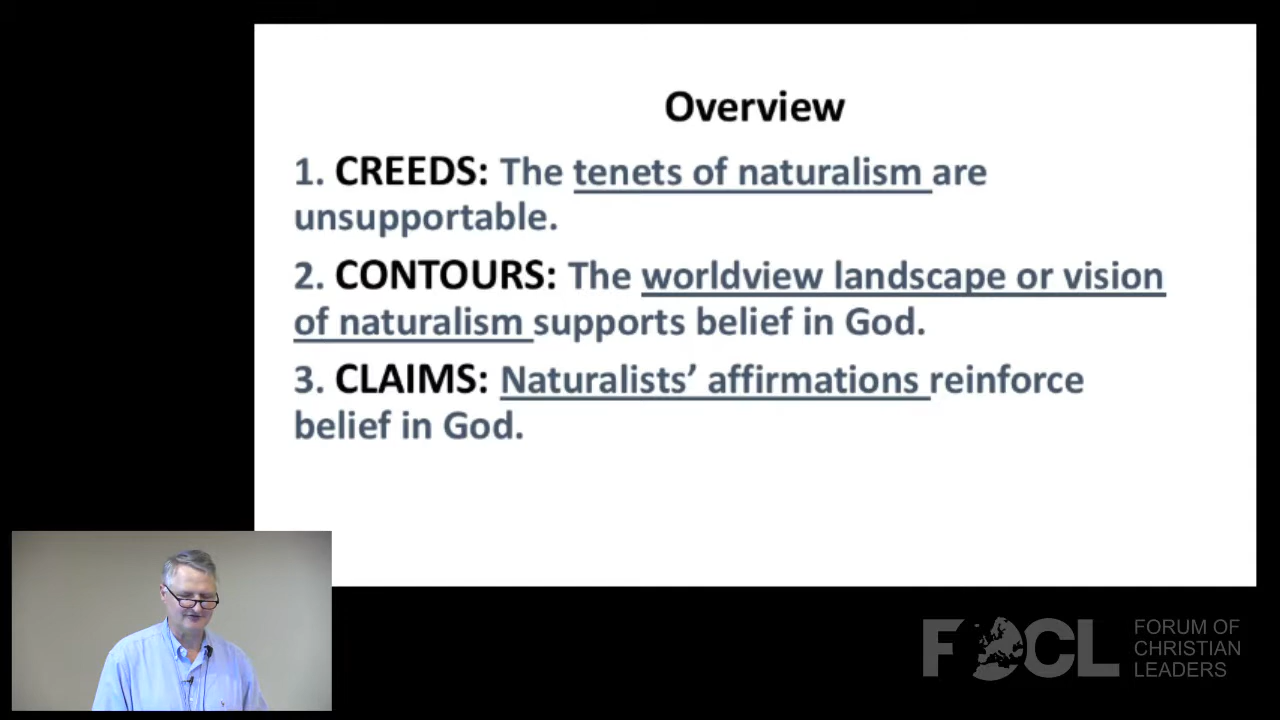 Overview
1. CREEDS: The tenets of naturalism are
unsupportable.
2. CONTOURS: The worldview landscape or vision
of naturalism supports belief in God.
3. CLAIMS: Naturalists’ affirmations reinforce
belief in God.
FOCL
FORUM OF
CHRISTIAN
LEADERS